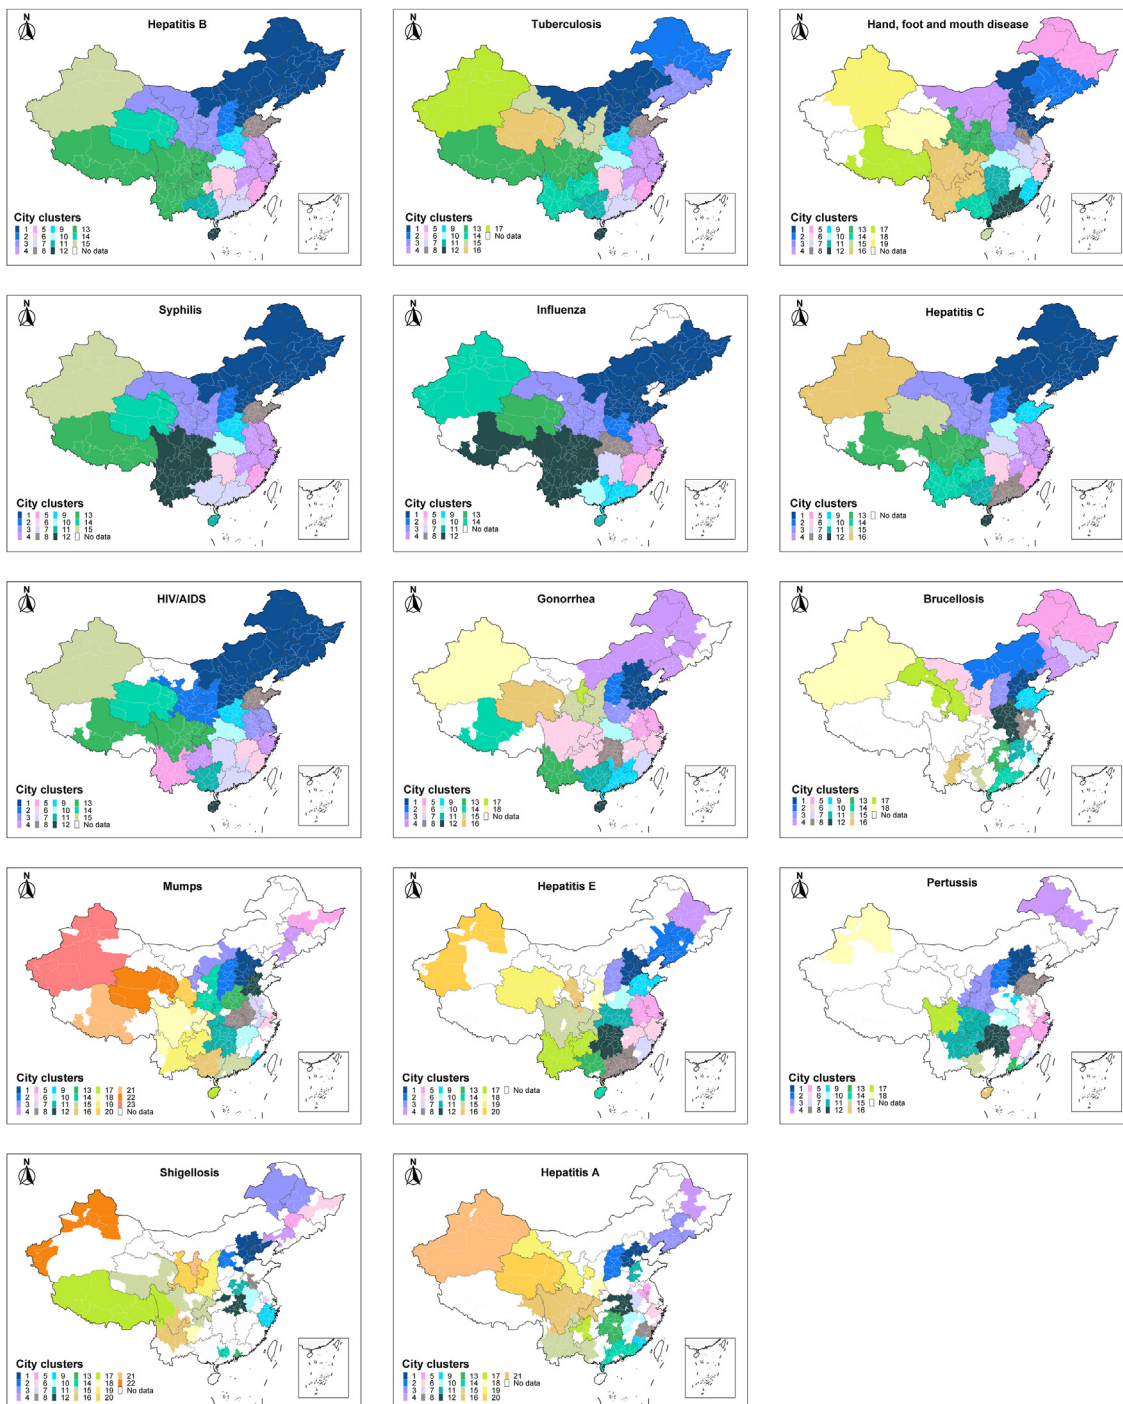 N
Hepatitis B
City clusters
1 5 9 13
2 6 10 14
3 7 11 15
4 8 12 No data
N
Tuberculosis
City clusters
1 5 9 13 17
2 6 10 14 No data
3 7 11 15
4 8 12 16
N
Hand, foot and mouth disease
City clusters
1 5 9 13 17
2 6 10 14 18
3 7 11 15 19
4 8 12 16 No data
N
Syphilis
City clusters
1 5 9 13
2 6 10 14
3 7 11 15
4 8 12 No data
N
Influenza
City clusters
1 5 9 13
2 6 10 14
3 7 11 No data
4 8 12
N
Hepatitis C
City clusters
1 5 9 13 No data
2 6 10 14
3 7 11 15
4 8 12 16
N
HIV/AIDS
City clusters
1 5 9 13
2 6 10 14
3 7 11 15
4 8 12 No data
N
Gonorrhea
City clusters
1 5 9 13 17
2 6 10 14 18
3 7 11 15 No data
4 8 12 16
N
Brucellosis
City clusters
1 5 9 13 17
2 6 10 14 18
3 7 11 15 No data
4 8 12 16
N
Mumps
City clusters
1 5 9 13 17 21
2 6 10 14 18 22
3 7 11 15 19 23
4 8 12 16 20 No data
N
Hepatitis E
City clusters
1 5 9 13 17 No data
2 6 10 14 18
3 7 11 15 19
4 8 12 16 20
N
Pertussis
City clusters
1 5 9 13 17
2 6 10 14 18
3 7 11 15 No data
4 8 12 16
N
Shigellosis
City clusters
1 5 9 13 17 21
2 6 10 14 18 22
3 7 11 15 19 No data
4 8 12 16 20
N
Hepatitis A
City clusters
1 5 9 13 17 21
2 6 10 14 18 No data
3 7 11 15 19
4 8 12 16 20